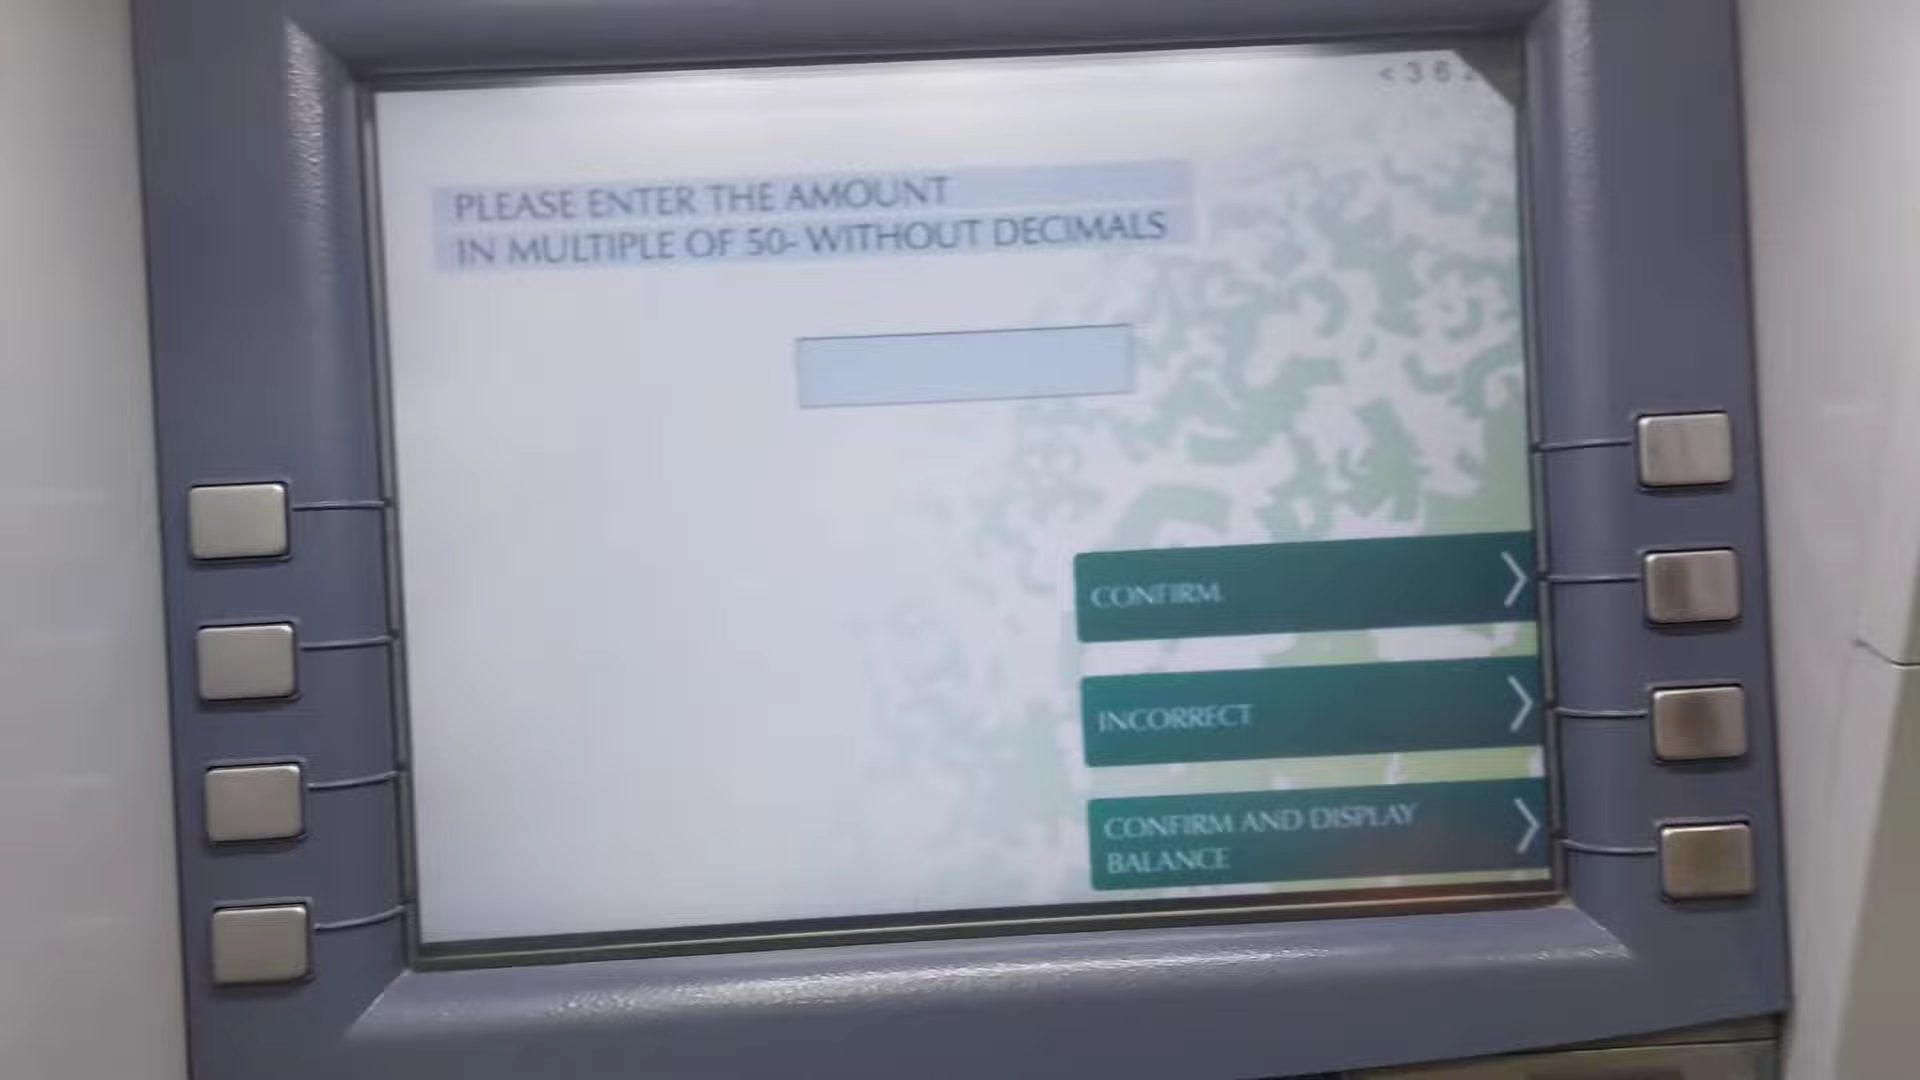 PLEASE ENTER THE AMOUNT
IN MULTIPLE OF 50- WITHOUT DECIMALS
CONFIRM
INCORRECT
CONFIRM AND DISPLAY
BALANCE